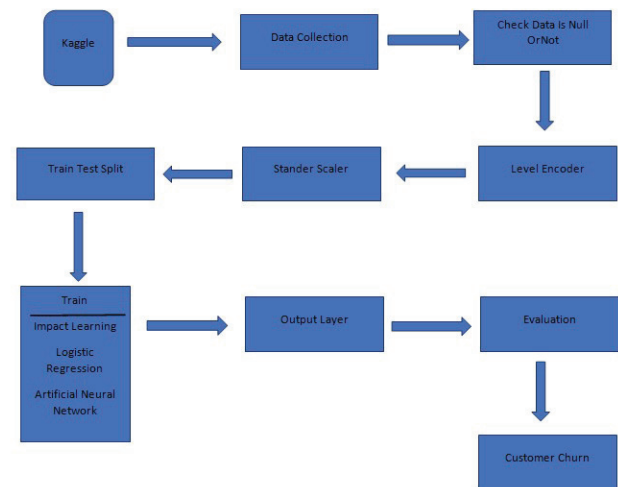 Kaggle
Data Collection
Check Data Is Null
OrNot
Level Encoder
Stander Scaler
Train Test Split
Train
Impact Learning
Logistic
Regression
Artificial Neural
Network
Output Layer
Evaluation
Customer Churn